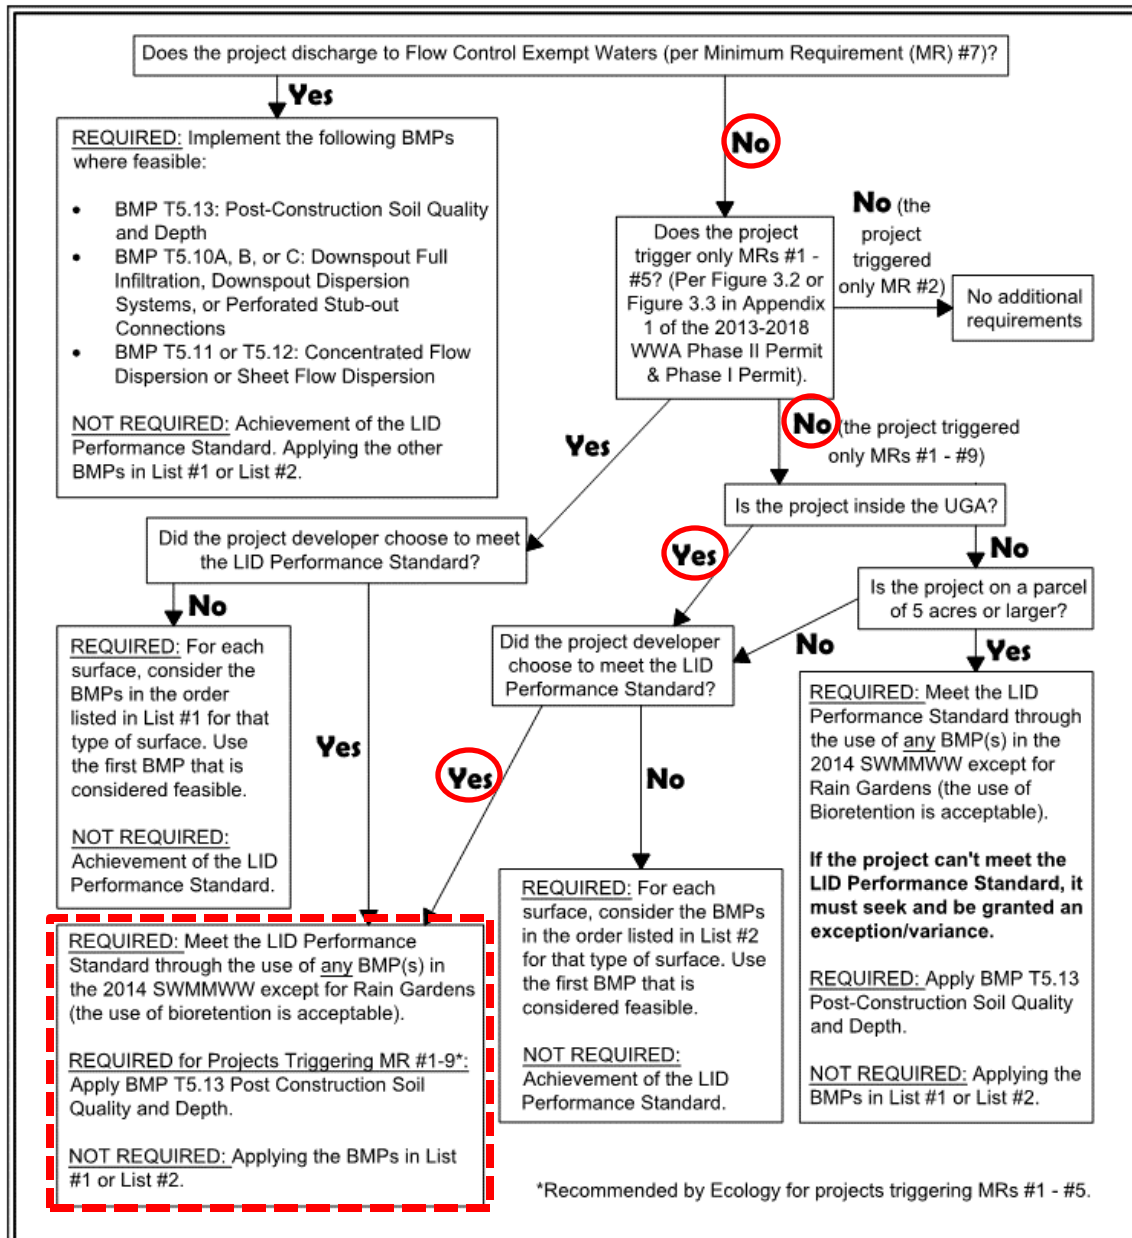 Does the project discharge to Flow Control Exempt Waters (per Minimum Requirement (MR) #7)?
Yes
No
REQUIRED: Implement the following BMPs
where feasible:
• BMP T5.13: Post-Construction Soil Quality
and Depth
• BMP T5.10A, B, or C: Downspout Full
Infiltration, Downspout Dispersion
Systems, or Perforated Stub-out
Connections
• BMP T5.11 or T5.12: Concentrated Flow
Dispersion or Sheet Flow Dispersion
NOT REQUIRED: Achievement of the LID
Performance Standard. Applying the other
BMPs in List #1 or List #2.
Does the project
trigger only MRs #1 -
#5? (Per Figure 3.2 or
Figure 3.3 in Appendix
1 of the 2013-2018
WWA Phase II Permit
& Phase I Permit).
No (the
project
triggered
only MR #2)
No additional
requirements
Yes
No (the project triggered
only MRs #1 - #9)
Is the project inside the UGA?
Did the project developer choose to meet
the LID Performance Standard?
Yes
No
Is the project on a parcel
of 5 acres or larger?
No
Yes
No
Yes
REQUIRED: For each
surface, consider the
BMPs in the order
listed in List #1 for that
type of surface. Use
the first BMP that is
considered feasible.
NOT REQUIRED:
Achievement of the LID
Performance Standard.
Did the project developer
choose to meet the LID
Performance Standard?
Yes
No
REQUIRED: Meet the LID
Performance Standard through
the use of any BMP(s) in the
2014 SWMMWW except for
Rain Gardens (the use of
Bioretention is acceptable).
If the project can't meet the
LID Performance Standard, it
must seek and be granted an
exception/variance.
REQUIRED: Apply BMP T5.13
Post-Construction Soil Quality
and Depth.
NOT REQUIRED: Applying the
BMPs in List #1 or List #2.
REQUIRED: For each
surface, consider the BMPs
in the order listed in List #2
for that type of surface. Use
the first BMP that is
considered feasible.
NOT REQUIRED:
Achievement of the LID
Performance Standard.
REQUIRED: Meet the LID Performance
Standard through the use of any BMP(s) in
the 2014 SWMMWW except for Rain Gardens
(the use of bioretention is acceptable).
REQUIRED for Projects Triggering MR #1-9*:
Apply BMP T5.13 Post Construction Soil
Quality and Depth.
NOT REQUIRED: Applying the BMPs in List
#1 or List #2.
*Recommended by Ecology for projects triggering MRs #1 - #5.